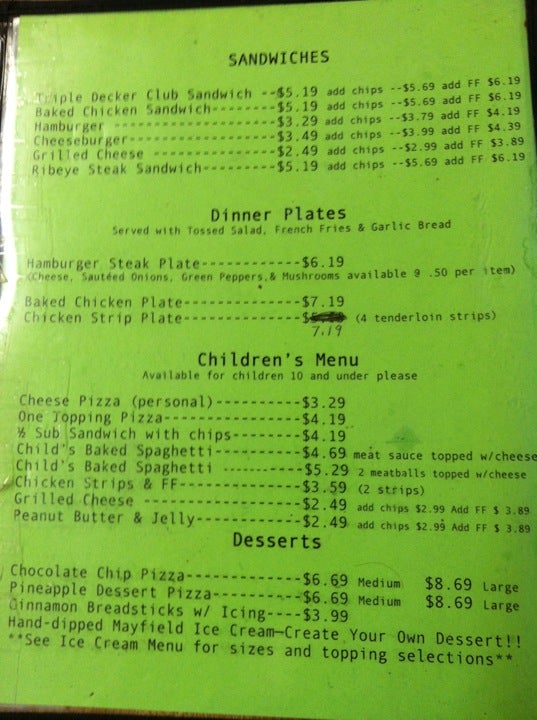 SANDWICHES
Triple Decker Club Sandwich --$5.19 add chips --$5.69 add FF $6.19
Baked Chicken Sandwich--------$5.19 add chips --$5.69 add FF $6.19
Hamburger --------------------$3.29 add chips --$3.79 add FF $4.19
Cheeseburger------------------$3.49 add chips --$3.99 add FF $4.39
Grilled Cheese ---------------$2.49 add chips --$2.99 add FF $3.89
Ribeye Steak Sandwich---------$5.19 add chips --$5.69 add FF $6.19
Dinner Plates
Served with Tossed Salad, French Fries & Garlic Bread
Hamburger Steak Plate------------$6.19
(Cheese, Sautéed Onions, Green Peppers,& Mushrooms available @ .50 per item)
Baked Chicken Plate--------------$7.19
Chicken Strip Plate--------------$ (4 tenderloin strips)
7.19
Children's Menu
Available for children 10 and under please
Cheese Pizza (personal)----------$3.29
One Topping Pizza----------------$4.19
½ Sub Sandwich with chips--------$4.19
Child's Baked Spaghetti----------$4.69 meat sauce topped w/cheese
Child's Baked Spaghetti ---------$5.29 2 meatballs topped w/cheese
Chicken Strips & FF--------------$3.59 (2 strips)
Grilled Cheese ------------------$2.49 add chips $2.99 Add FF $ 3.89
Peanut Butter & Jelly------------$2.49 add chips $2.99 Add FF $ 3.89
Desserts
Chocolate Chip Pizza-------------$6.69 Medium $8.69 Large
Pineapple Dessert Pizza----------$6.69 Medium $8.69 Large
Cinnamon Breadsticks w/ Icing----$3.99
Hand-dipped Mayfield Ice Cream—Create Your Own Dessert!!
**See Ice Cream Menu for sizes and topping selections**